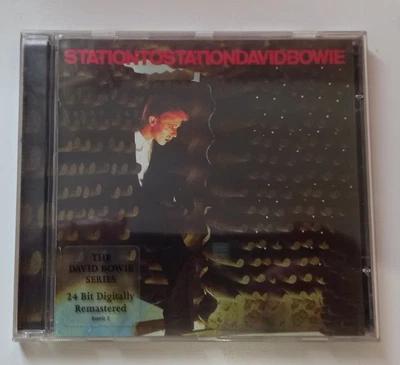 STATIONTOSTATIONDAVIDBOWIE
THE
DAVID BOWIE
SERIES
24 Bit Digitally
Remastered